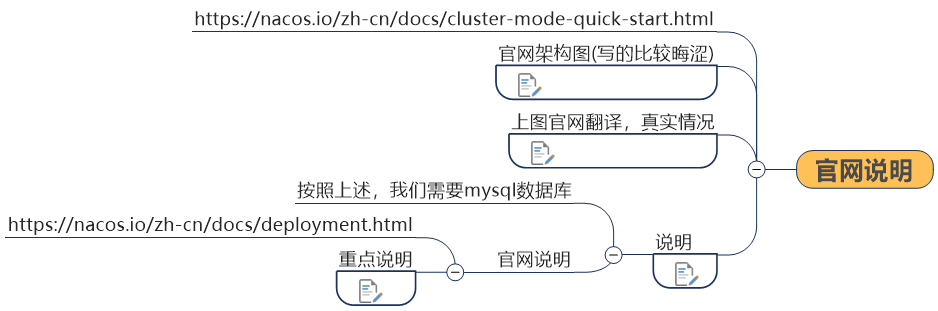 https://nacos.io/zh-cn/docs/cluster-mode-quick-start.html
官网架构图(写的比较晦涩)
上图官网翻译，真实情况
官网说明
按照上述，我们需要mysql数据库
https://nacos.io/zh-cn/docs/deployment.html
说明
官网说明
重点说明